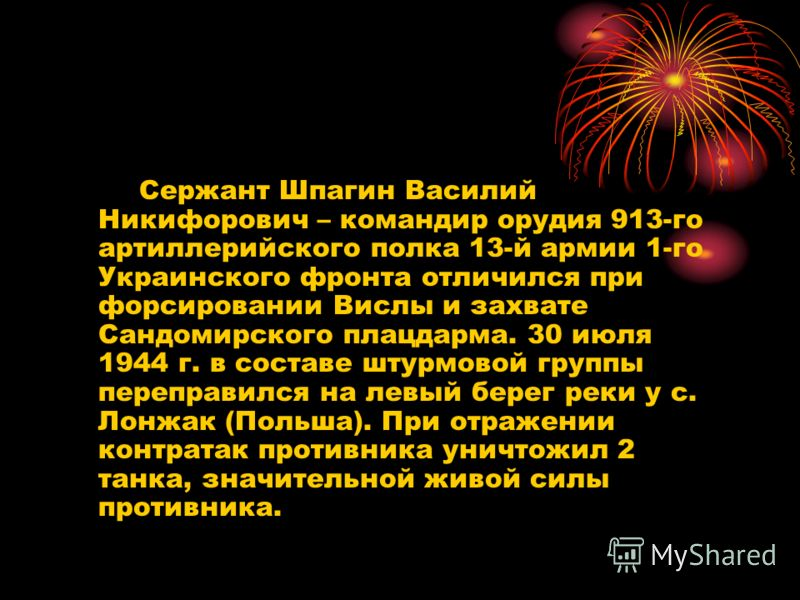 Сержант Шпагин Василий
Никифорович – командир орудия 913-го
артиллерийского полка 13-й армии 1-го
Украинского фронта отличился при
форсировании Вислы и захвате
Сандомирского плацдарма. 30 июля
1944 г. в составе штурмовой группы
переправился на левый берег реки у с.
Лонжак (Польша). При отражении
контратак противника уничтожил 2
танка, значительной живой силы
противника.
MyShared